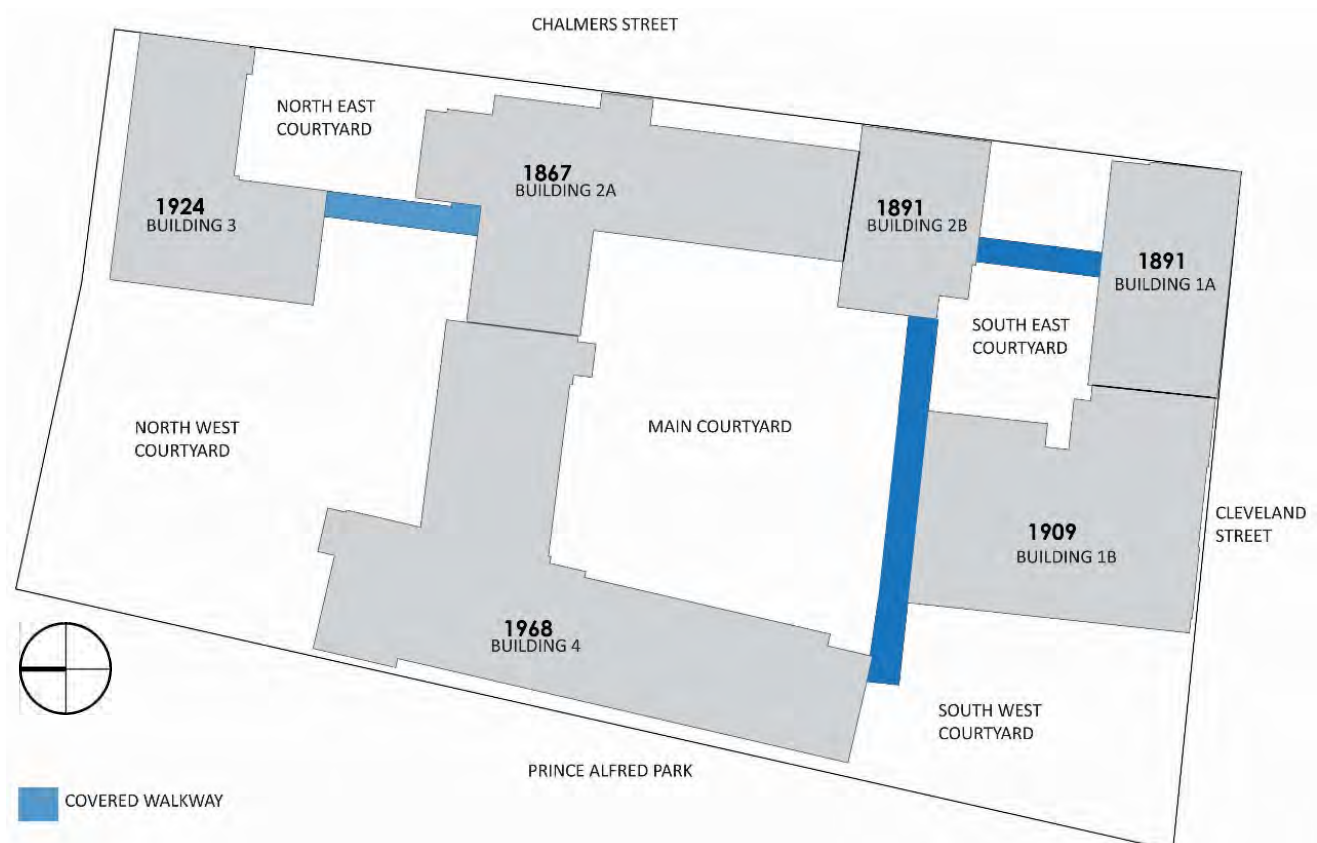 CHALMERS STREET
NORTH EAST
COURTYARD
1867
BUILDING 2A
1924
BUILDING 3
1891
BUILDING 2B
1891
BUILDING 1A
SOUTH EAST
COURTYARD
NORTH WEST
COURTYARD
MAIN COURTYARD
CLEVELAND
STREET
1909
BUILDING 1B
1968
BUILDING 4
SOUTH WEST
COURTYARD
PRINCE ALFRED PARK
COVERED WALKWAY